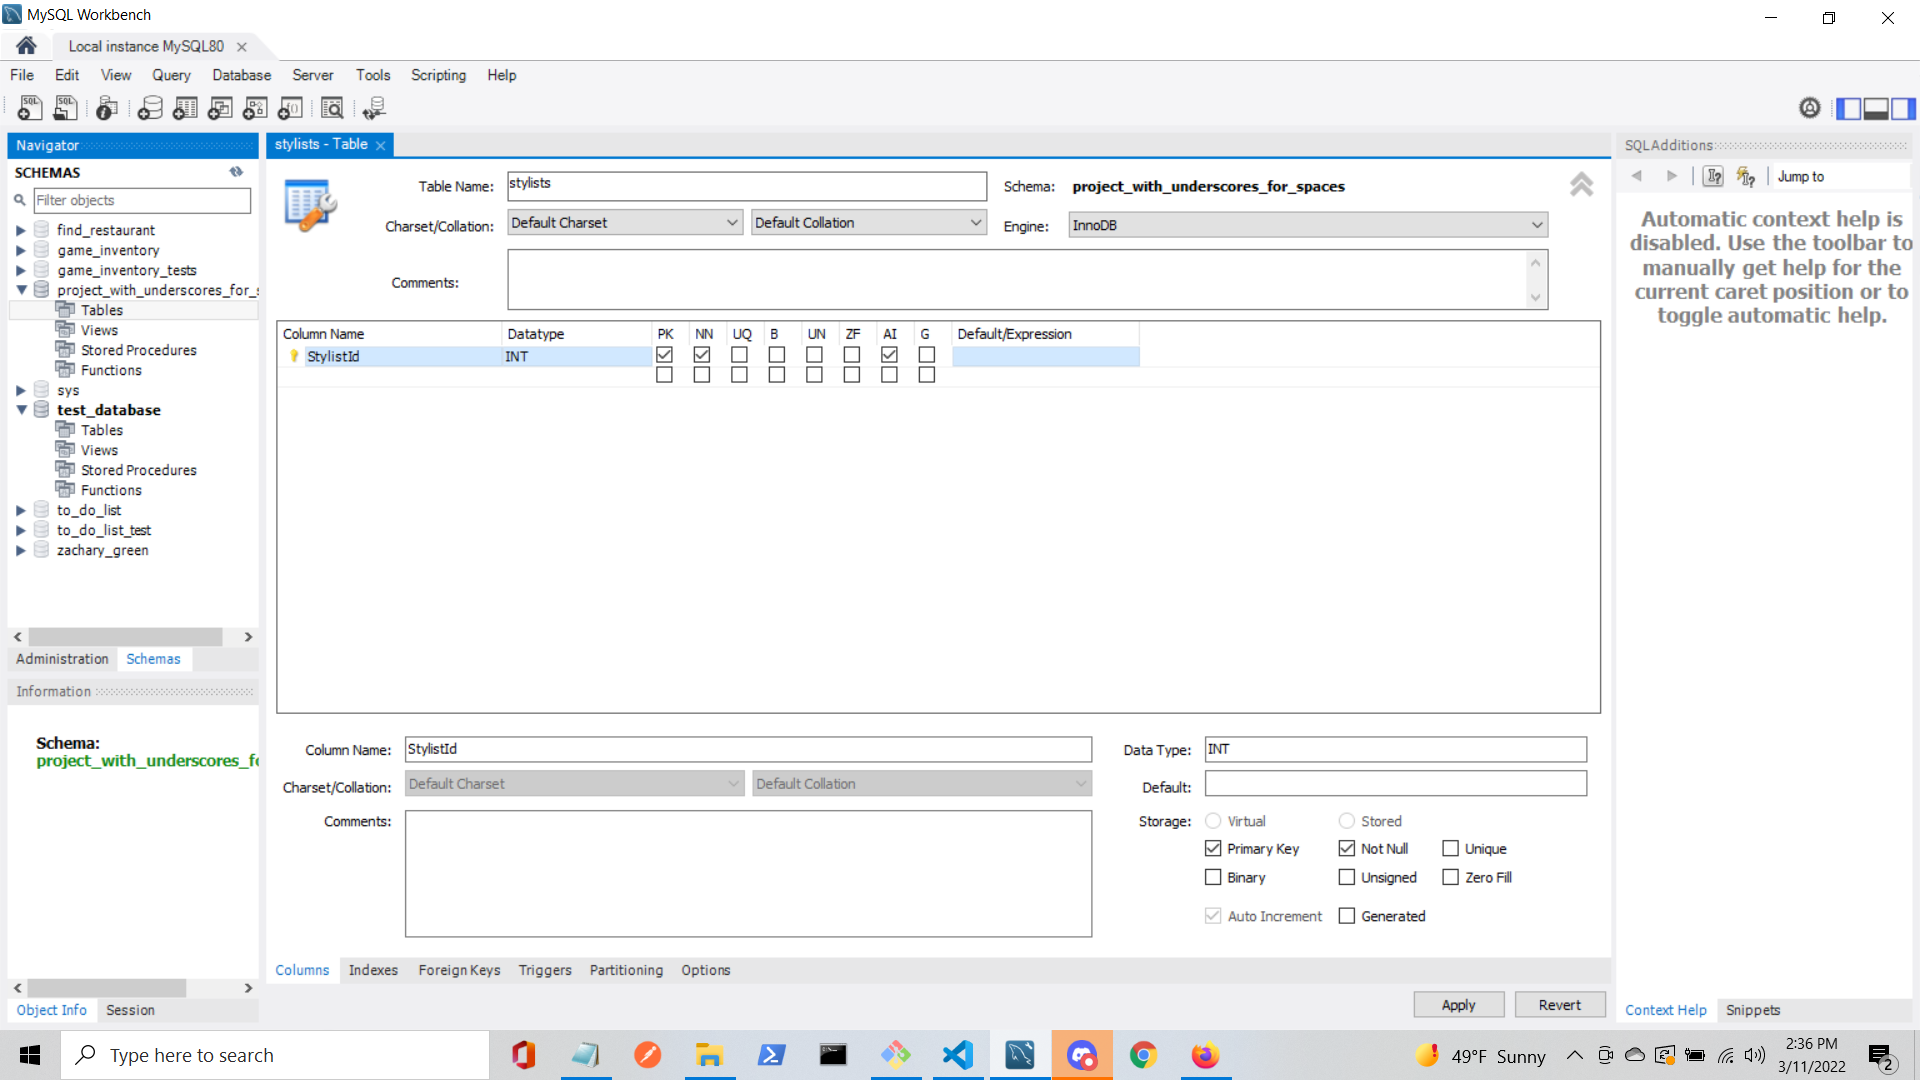 MySQL Workbench
Local instance MySQL80
File Edit View Query Database Server Tools Scripting Help
Navigator
SCHEMAS
Filter objects
find_restaurant
game_inventory
game_inventory_tests
project_with_underscores_for_s
Tables
Views
Stored Procedures
Functions
sys
test_database
Tables
Views
Stored Procedures
Functions
to_do_list
to_do_list_test
zachary_green
Administration Schemas
Information
Schema:
project_with_underscores_fo
Object Info Session
stylists - Table
Table Name: stylists Schema: project_with_underscores_for_spaces
Charset/Collation: Default Charset Default Collation Engine: InnoDB
Comments:
Column Name Datatype PK NN UQ B UN ZF AI G Default/Expression
StylistId INT
Column Name: StylistId Data Type: INT
Charset/Collation: Default Charset Default Collation Default:
Comments: Storage: Virtual Stored
Primary Key Not Null Unique
Binary Unsigned Zero Fill
Auto Increment Generated
Columns Indexes Foreign Keys Triggers Partitioning Options
Apply Revert
SQLAdditions
Jump to
Automatic context help is
disabled. Use the toolbar to
manually get help for the
current caret position or to
toggle automatic help.
Context Help Snippets
Type here to search
49°F Sunny
2:36 PM
3/11/2022
2